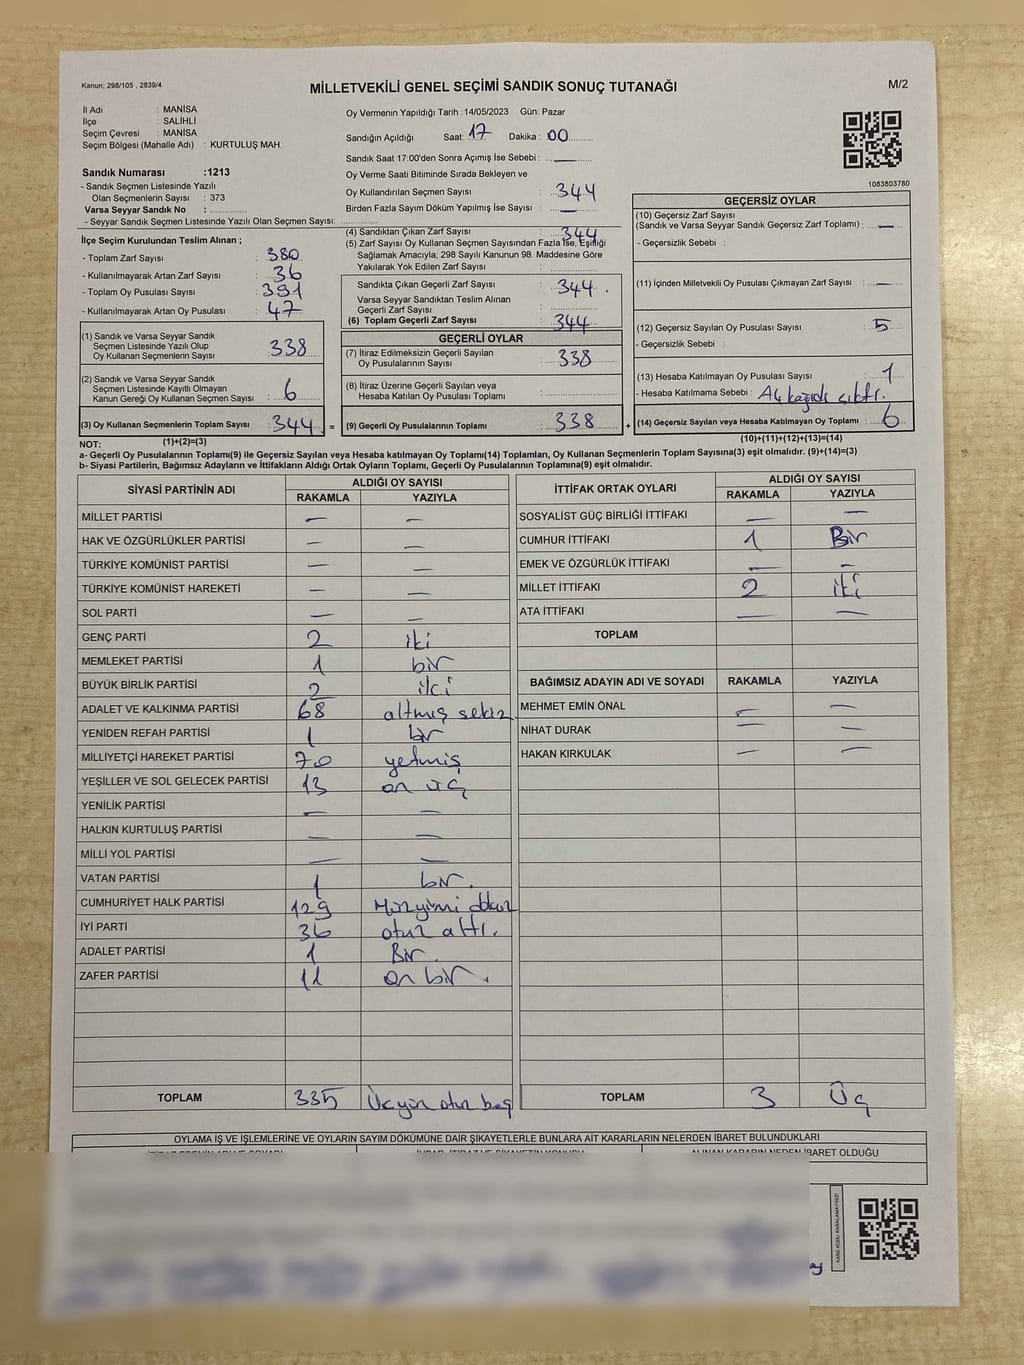 Kanun: 298/105 , 2839/4
MİLLETVEKİLİ GENEL SEÇİMİ SANDIK SONUÇ TUTANAĞI
M/2
İl Adı : MANİSA
İlçe : SALİHLİ
Seçim Çevresi : MANİSA
Seçim Bölgesi (Mahalle Adı) : KURTULUŞ MAH.
Sandık Numarası :1213
- Sandık Seçmen Listesinde Yazılı
Olan Seçmenlerin Sayısı : 373
Varsa Seyyar Sandık No :
- Seyyar Sandık Seçmen Listesinde Yazılı Olan Seçmen Sayısı:
Oy Vermenin Yapıldığı Tarih :14/05/2023 Gün: Pazar
Sandığın Açıldığı Saat: 17 Dakika : 00
Sandık Saat 17:00'den Sonra Açımış İse Sebebi : —
Oy Verme Saati Bitiminde Sırada Bekleyen ve
Oy Kullandırılan Seçmen Sayısı : 344
Birden Fazla Sayım Döküm Yapılmış İse Sayısı : —
1083803780
İlçe Seçim Kurulundan Teslim Alınan ;
- Toplam Zarf Sayısı : 380
- Kullanılmayarak Artan Zarf Sayısı : 36
- Toplam Oy Pusulası Sayısı : 391
- Kullanılmayarak Artan Oy Pusulası : 47
(1) Sandık ve Varsa Seyyar Sandık
Seçmen Listesinde Yazılı Olup
Oy Kullanan Seçmenlerin Sayısı : 338
(2) Sandık ve Varsa Seyyar Sandık
Seçmen Listesinde Kayıtlı Olmayan
Kanun Gereği Oy Kullanan Seçmen Sayısı : 6
(3) Oy Kullanan Seçmenlerin Toplam Sayısı : 344 =
(4) Sandıktan Çıkan Zarf Sayısı : 344
(5) Zarf Sayısı Oy Kullanan Seçmen Sayısından Fazla İse, Eşitliği
Sağlamak Amacıyla; 298 Sayılı Kanunun 98. Maddesine Göre
Yakılarak Yok Edilen Zarf Sayısı :
Sandıkta Çıkan Geçerli Zarf Sayısı : 344 .
Varsa Seyyar Sandıktan Teslim Alınan
Geçerli Zarf Sayısı :
(6) Toplam Geçerli Zarf Sayısı : 344
GEÇERLİ OYLAR
(7) İtiraz Edilmeksizin Geçerli Sayılan
Oy Pusulalarının Sayısı : 338
(8) İtiraz Üzerine Geçerli Sayılan veya
Hesaba Katılan Oy Pusulası Toplamı :
(9) Geçerli Oy Pusulalarının Toplamı : 338 +
GEÇERSİZ OYLAR
(10) Geçersiz Zarf Sayısı
(Sandık ve Varsa Seyyar Sandık Geçersiz Zarf Toplamı) : —
- Geçersizlik Sebebi :
(11) İçinden Milletvekili Oy Pusulası Çıkmayan Zarf Sayısı : —
(12) Geçersiz Sayılan Oy Pusulası Sayısı : 5
- Geçersizlik Sebebi :
(13) Hesaba Katılmayan Oy Pusulası Sayısı : 1
- Hesaba Katılmama Sebebi : A4 kağıdı çıktı.
(14) Geçersiz Sayılan veya Hesaba Katılmayan Oy Toplamı : 6
NOT: (1)+(2)=(3) (10)+(11)+(12)+(13)=(14)
a- Geçerli Oy Pusulalarının Toplamı(9) ile Geçersiz Sayılan veya Hesaba katılmayan Oy Toplamı(14) Toplamları, Oy Kullanan Seçmenlerin Toplam Sayısına(3) eşit olmalıdır. (9)+(14)=(3)
b- Siyasi Partilerin, Bağımsız Adayların ve İttifakların Aldığı Ortak Oyların Toplamı, Geçerli Oy Pusulalarının Toplamına(9) eşit olmalıdır.
SİYASİ PARTİNİN ADI ALDIĞI OY SAYISI
RAKAMLA YAZIYLA
MİLLET PARTİSİ — —
HAK VE ÖZGÜRLÜKLER PARTİSİ — —
TÜRKİYE KOMÜNİST PARTİSİ — —
TÜRKİYE KOMÜNİST HAREKETİ — —
SOL PARTİ — —
GENÇ PARTİ 2 iki
MEMLEKET PARTİSİ 1 bir
BÜYÜK BİRLİK PARTİSİ 2 iki
ADALET VE KALKINMA PARTİSİ 68 altmış sekiz
YENİDEN REFAH PARTİSİ 1 bir
MİLLİYETÇİ HAREKET PARTİSİ 70 yetmiş
YEŞİLLER VE SOL GELECEK PARTİSİ 13 on üç
YENİLİK PARTİSİ — —
HALKIN KURTULUŞ PARTİSİ — —
MİLLİ YOL PARTİSİ — —
VATAN PARTİSİ 1 bir.
CUMHURİYET HALK PARTİSİ 129
İYİ PARTİ 36 otuz altı.
ADALET PARTİSİ 1 Bir.
ZAFER PARTİSİ 11 on bir .
TOPLAM 335 Üçyüz otuz beş
İTTİFAK ORTAK OYLARI ALDIĞI OY SAYISI
RAKAMLA YAZIYLA
SOSYALİST GÜÇ BİRLİĞİ İTTİFAKI — —
CUMHUR İTTİFAKI 1 Bir
EMEK VE ÖZGÜRLÜK İTTİFAKI — —
MİLLET İTTİFAKI 2 iki
ATA İTTİFAKI — —
TOPLAM
BAĞIMSIZ ADAYIN ADI VE SOYADI RAKAMLA YAZIYLA
MEHMET EMİN ÖNAL — —
NİHAT DURAK — —
HAKAN KIRKULAK — —
TOPLAM 3 Üç
OYLAMA İŞ VE İŞLEMLERİNE VE OYLARIN SAYIM DÖKÜMÜNE DAİR ŞİKAYETLERLE BUNLARA AİT KARARLARIN NELERDEN İBARET BULUNDUKLARI
ALINAN KARARIN NEDEN İBARET OLDUĞU